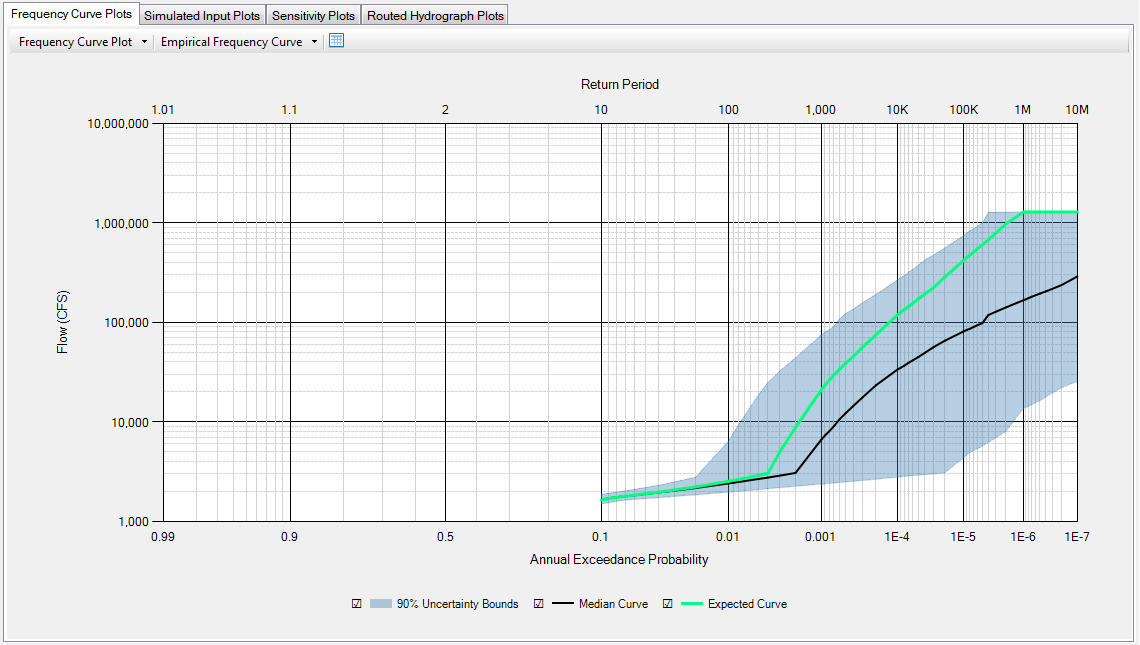 Frequency Curve Plots Simulated Input Plots Sensitivity Plots Routed Hydrograph Plots
Frequency Curve Plot Empirical Frequency Curve
Return Period
1.01 1.1 2 10 100 1,000 10K 100K 1M 10M
10,000,000
1,000,000
100,000
10,000
1,000
Flow (CFS)
0.99 0.9 0.5 0.1 0.01 0.001 1E-4 1E-5 1E-6 1E-7
Annual Exceedance Probability
90% Uncertainty Bounds Median Curve Expected Curve